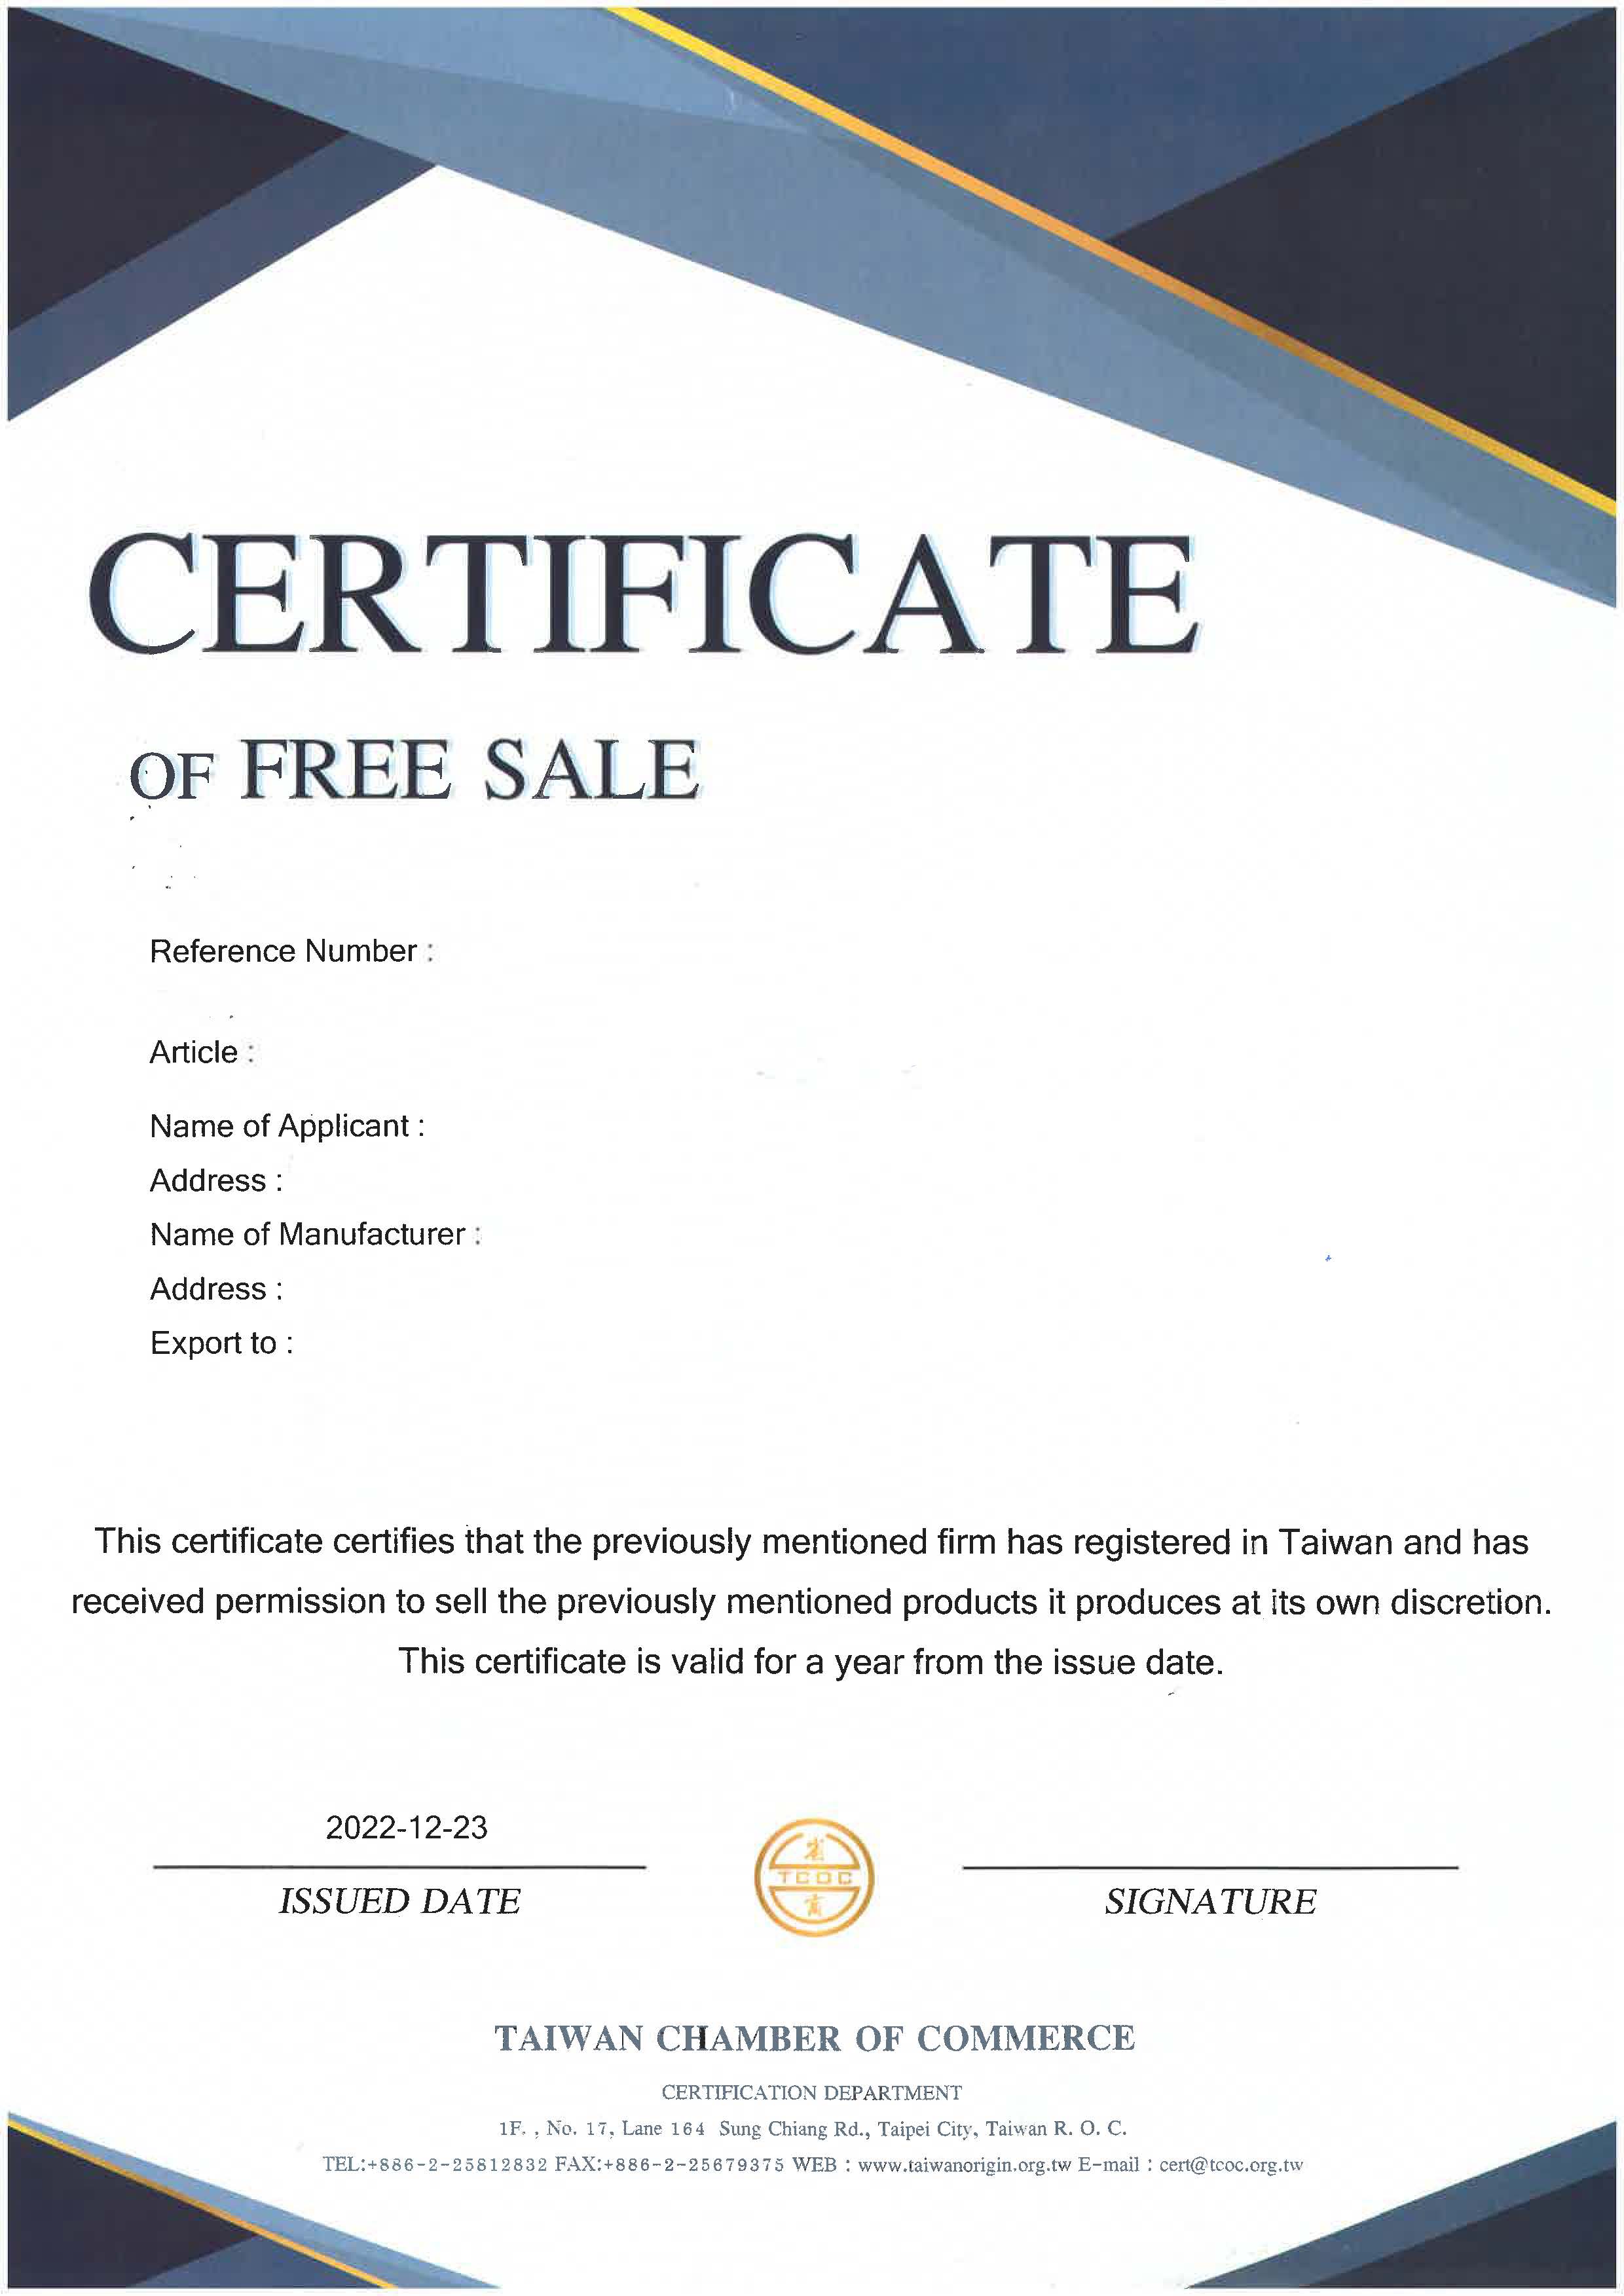 CERTIFICATE
OF FREE SALE
Reference Number :
Article :
Name of Applicant :
Address :
Name of Manufacturer :
Address :
Export to :
This certificate certifies that the previously mentioned firm has registered in Taiwan and has
received permission to sell the previously mentioned products it produces at its own discretion.
This certificate is valid for a year from the issue date.
2022-12-23
ISSUED DATE
省
TCOC
商
SIGNATURE
TAIWAN CHAMBER OF COMMERCE
CERTIFICATION DEPARTMENT
1F. , No. 17, Lane 164 Sung Chiang Rd., Taipei City, Taiwan R. O. C.
TEL:+886-2-25812832 FAX:+886-2-25679375 WEB : www.taiwanorigin.org.tw E-mail : cert@tcoc.org.tw